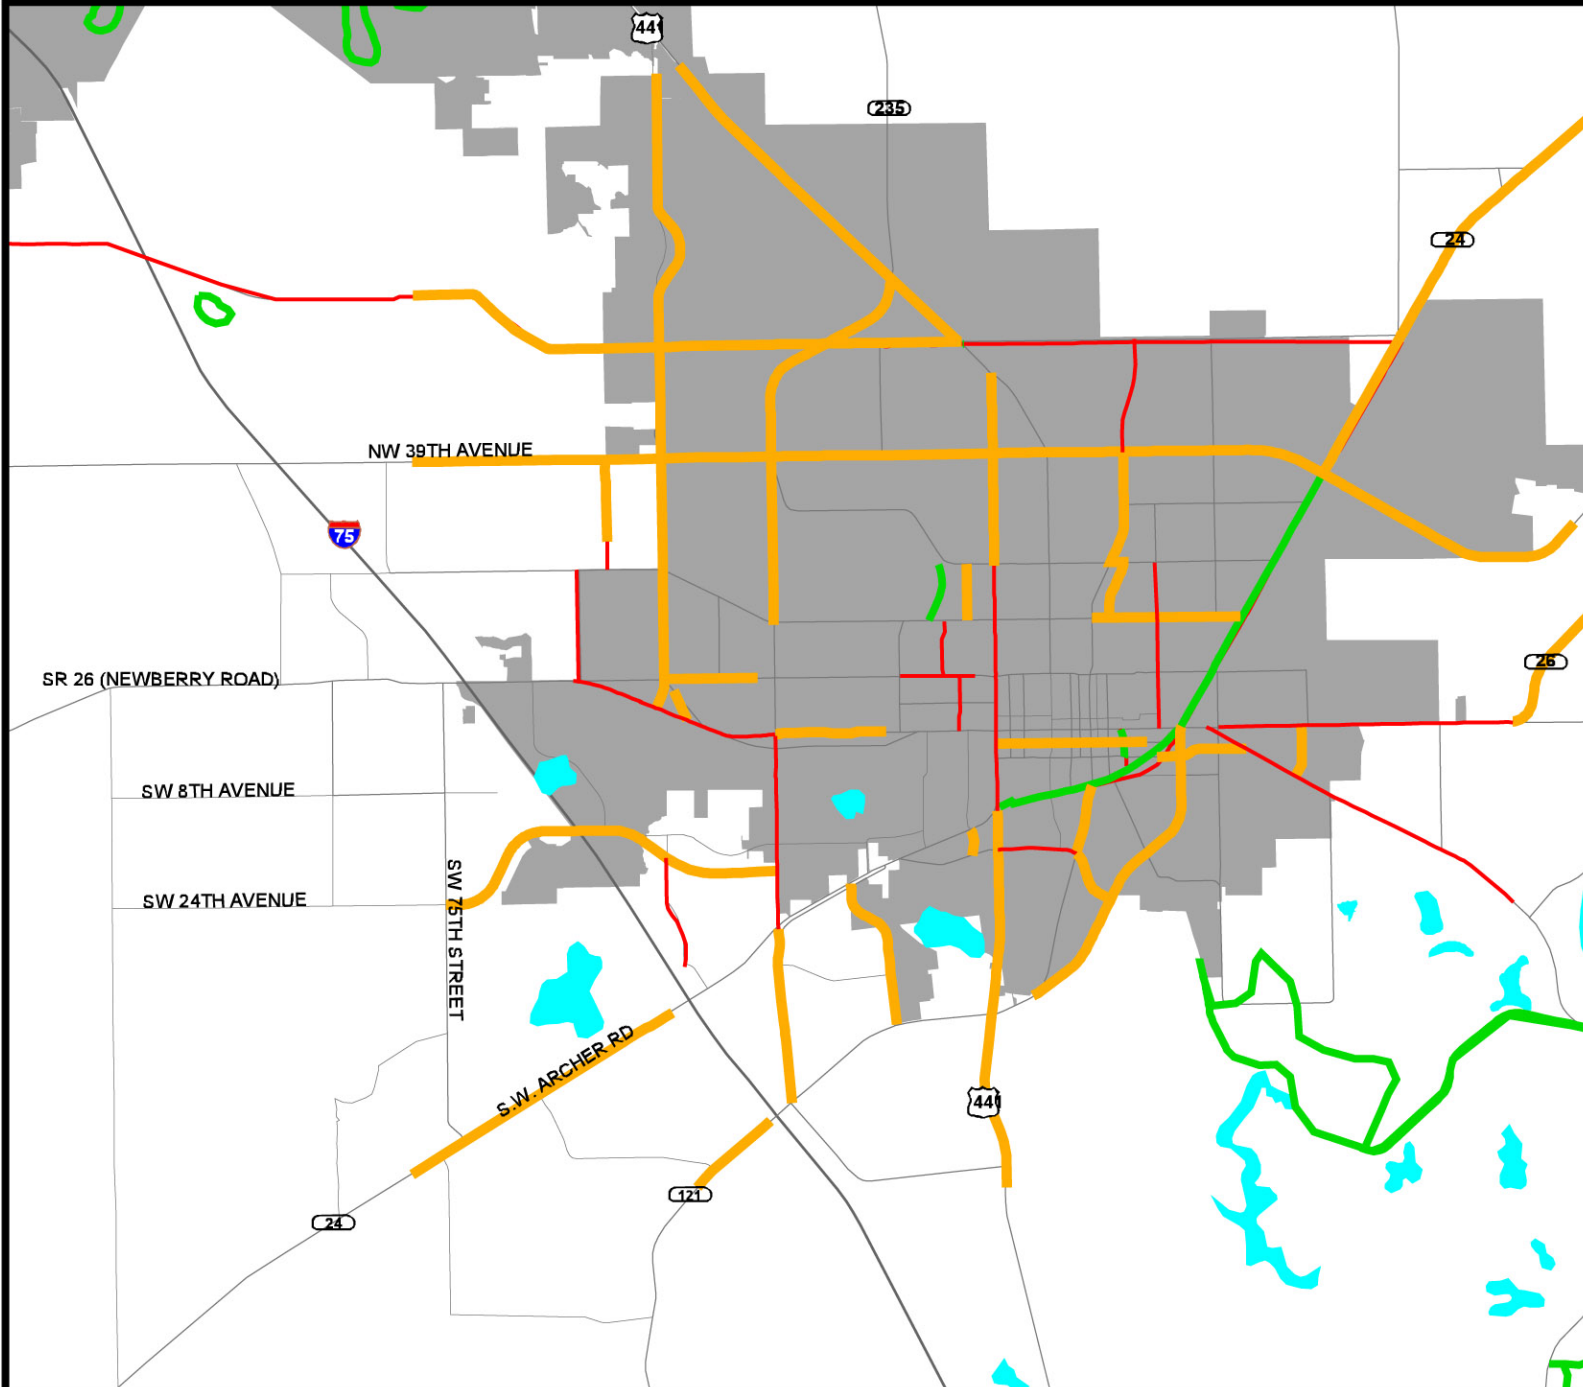 441
235
24
NW 39TH AVENUE
75
26
SR 26 (NEWBERRY ROAD)
SW 8TH AVENUE
SW 24TH AVENUE
SW 75TH STREET
S.W. ARCHER RD
441
121
24